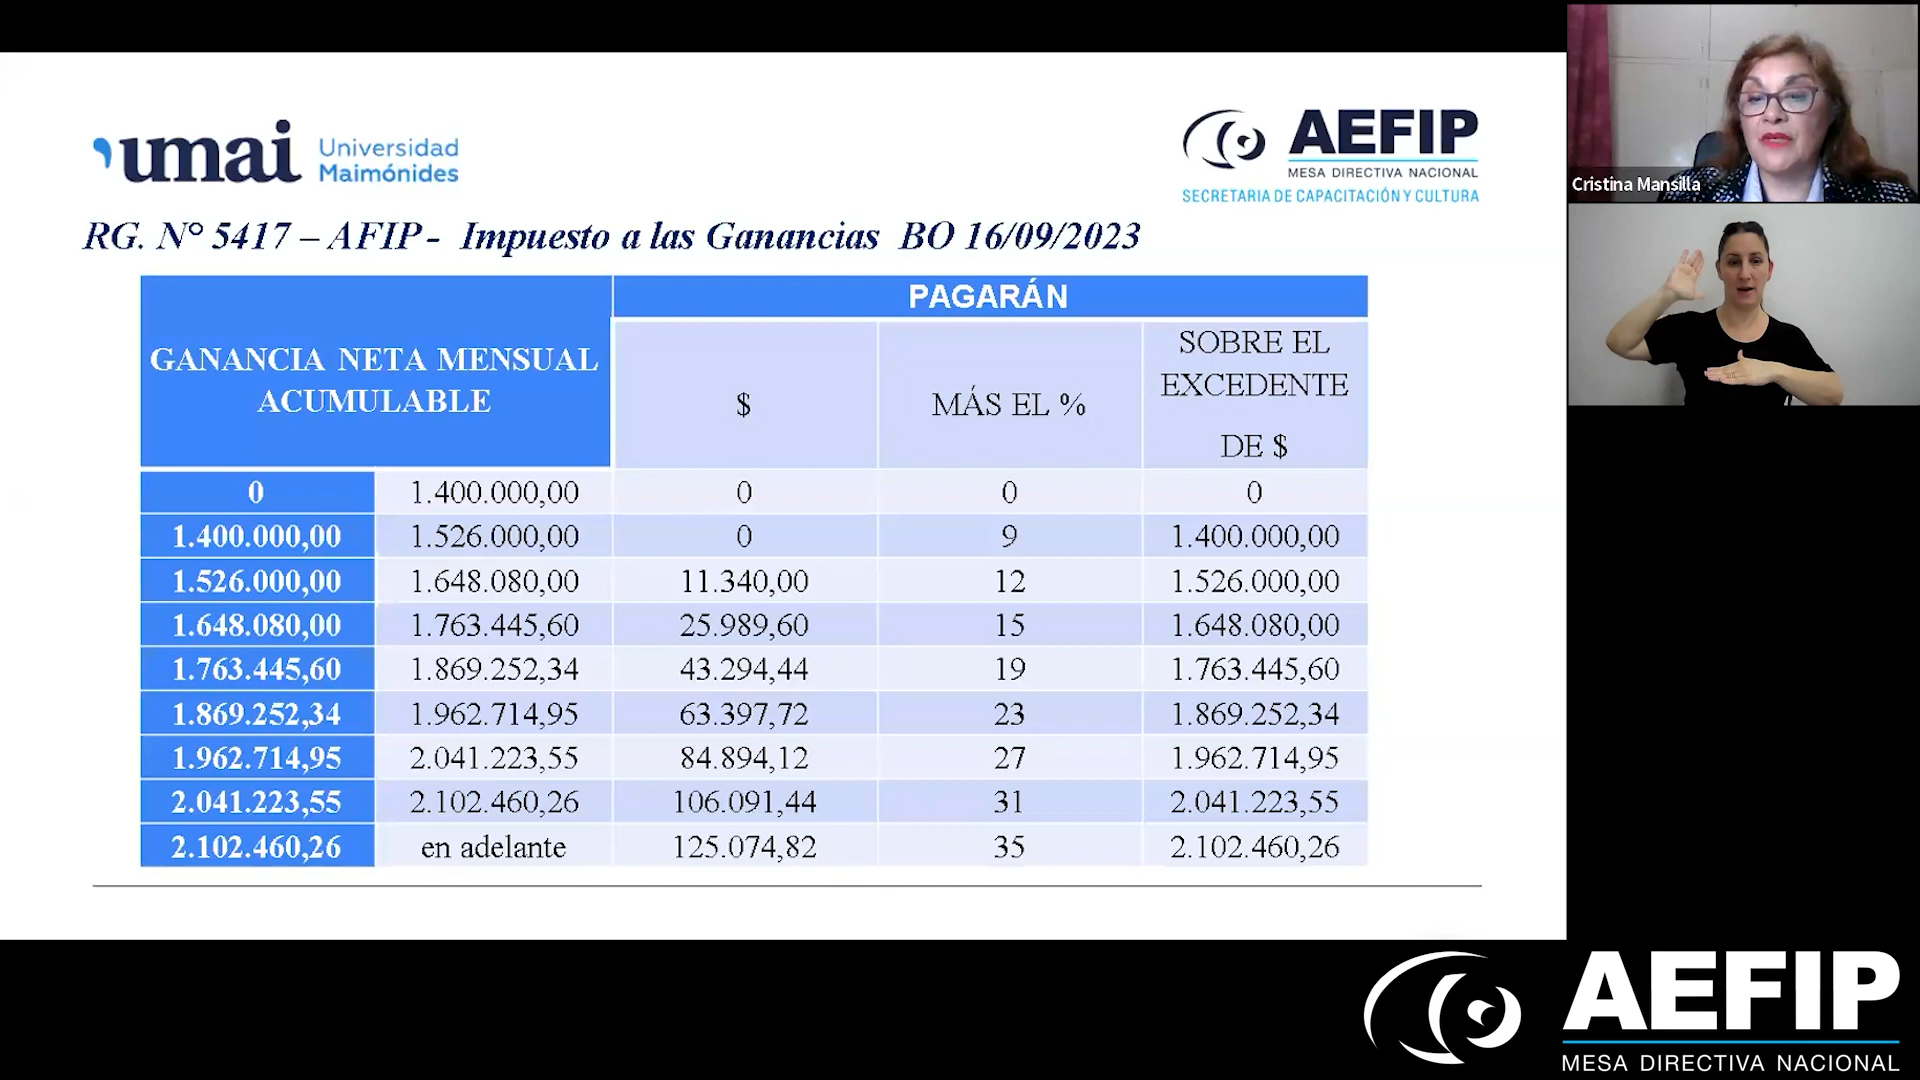 umai Universidad Maimónides
AEFIP
MESA DIRECTIVA NACIONAL
SECRETARIA DE CAPACITACIÓN Y CULTURA
RG. N° 5417 – AFIP - Impuesto a las Ganancias BO 16/09/2023
GANANCIA NETA MENSUAL ACUMULABLE
PAGARÁN
$ MÁS EL % SOBRE EL EXCEDENTE DE $
0 1.400.000,00 0 0 0
1.400.000,00 1.526.000,00 0 9 1.400.000,00
1.526.000,00 1.648.080,00 11.340,00 12 1.526.000,00
1.648.080,00 1.763.445,60 25.989,60 15 1.648.080,00
1.763.445,60 1.869.252,34 43.294,44 19 1.763.445,60
1.869.252,34 1.962.714,95 63.397,72 23 1.869.252,34
1.962.714,95 2.041.223,55 84.894,12 27 1.962.714,95
2.041.223,55 2.102.460,26 106.091,44 31 2.041.223,55
2.102.460,26 en adelante 125.074,82 35 2.102.460,26
Cristina Mansilla
AEFIP
MESA DIRECTIVA NACIONAL